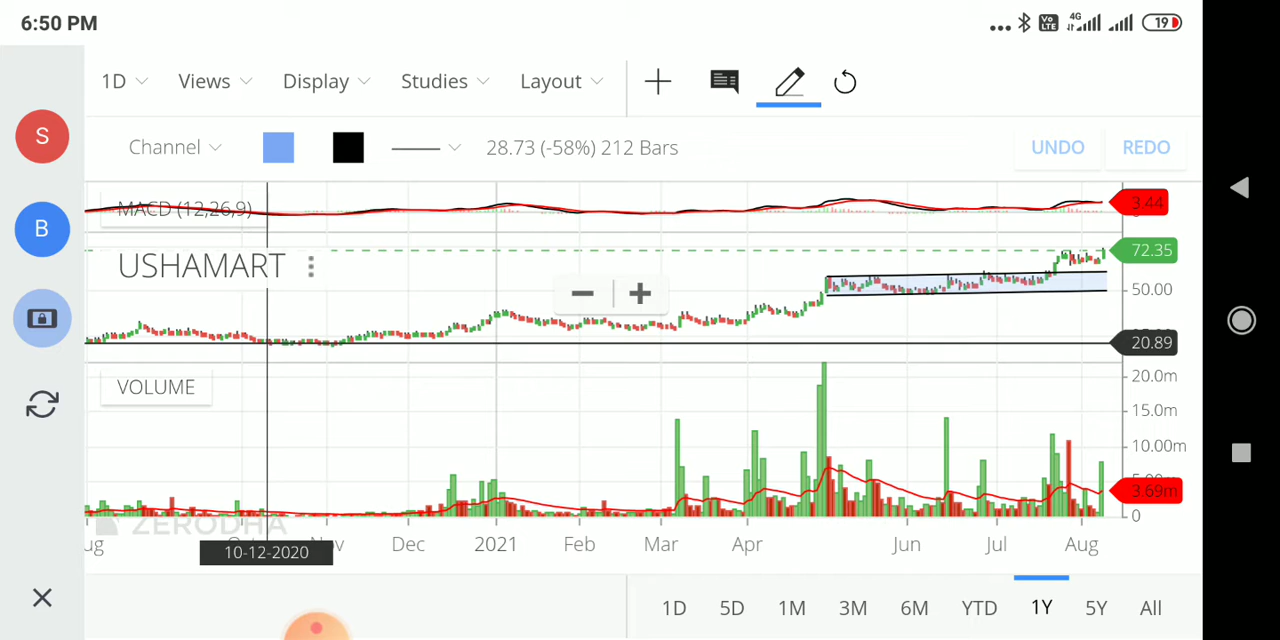 6:50 PM
Vo LTE 4G 19
S
1D Views Display Studies Layout
Channel 28.73 (-58%) 212 Bars UNDO REDO
MACD (12,26,9) 3.44
B
72.35
USHAMART
50.00
20.89
VOLUME
20.0m
15.0m
10.00m
3.69m
0
ZERODHA
ug Dec 2021 Feb Mar Apr Jun Jul Aug
10-12-2020
1D 5D 1M 3M 6M YTD 1Y 5Y All